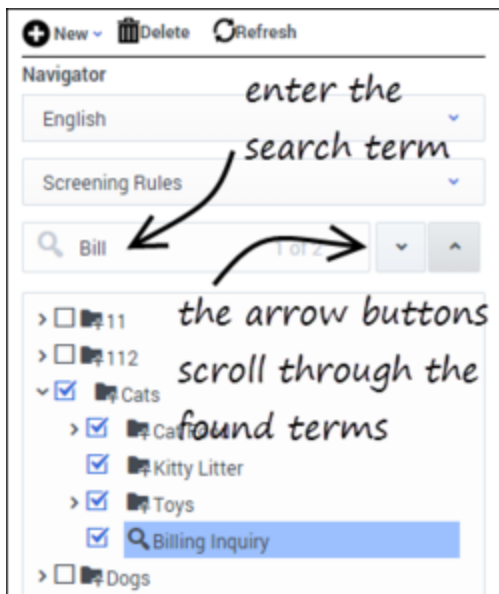 New Delete Refresh
Navigator
enter the
English
search term
Screening Rules
Bill 1 of 2
11
the arrow buttons
112
scroll through the
Cats
found terms
Kitty Litter
Toys
Billing Inquiry
Dogs